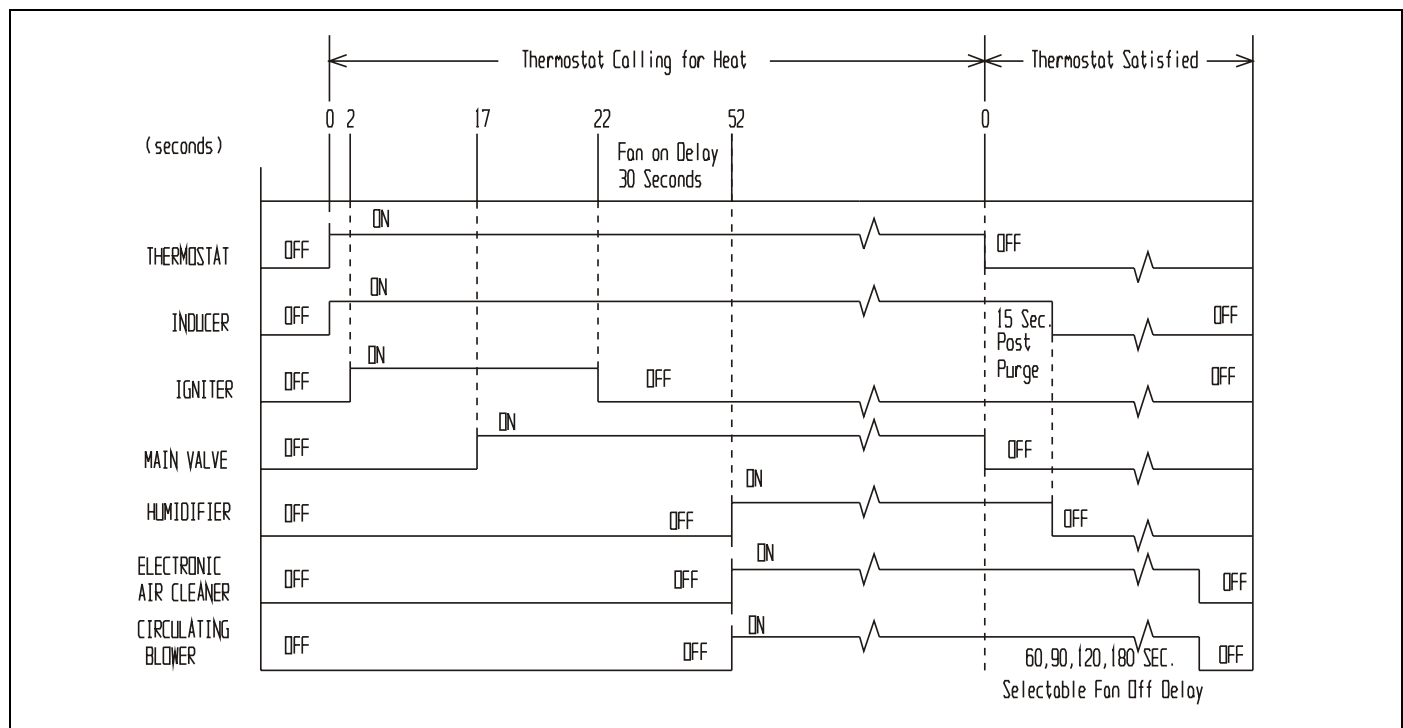 Thermostat Calling for Heat
Thermostat Satisfied
0 2 17 22 52 0
(seconds)
Fan on Delay
30 Seconds
ON
THERMOSTAT OFF OFF
ON
INDUCER OFF OFF
15 Sec.
Post
Purge
ON
IGNITER OFF OFF OFF
ON
MAIN VALVE OFF OFF
ON
HUMIDIFIER OFF OFF OFF
ON
ELECTRONIC
AIR CLEANER OFF OFF OFF
ON
CIRCULATING
BLOWER OFF OFF OFF
60,90,120,180 SEC.
Selectable Fan Off Delay